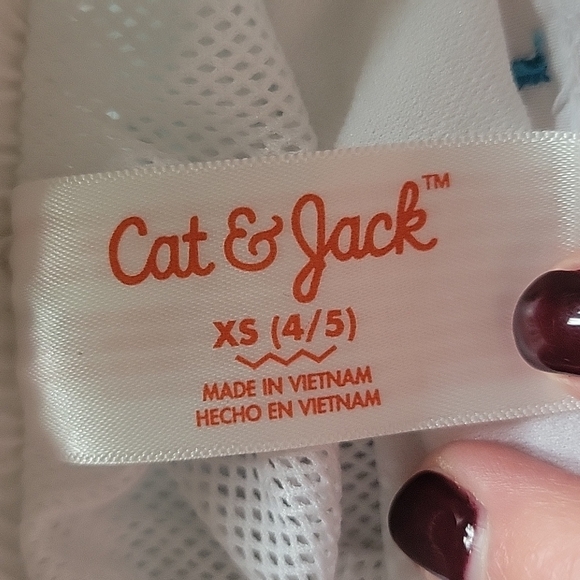 Cat & Jack™
XS (4/5)
MADE IN VIETNAM
HECHO EN VIETNAM